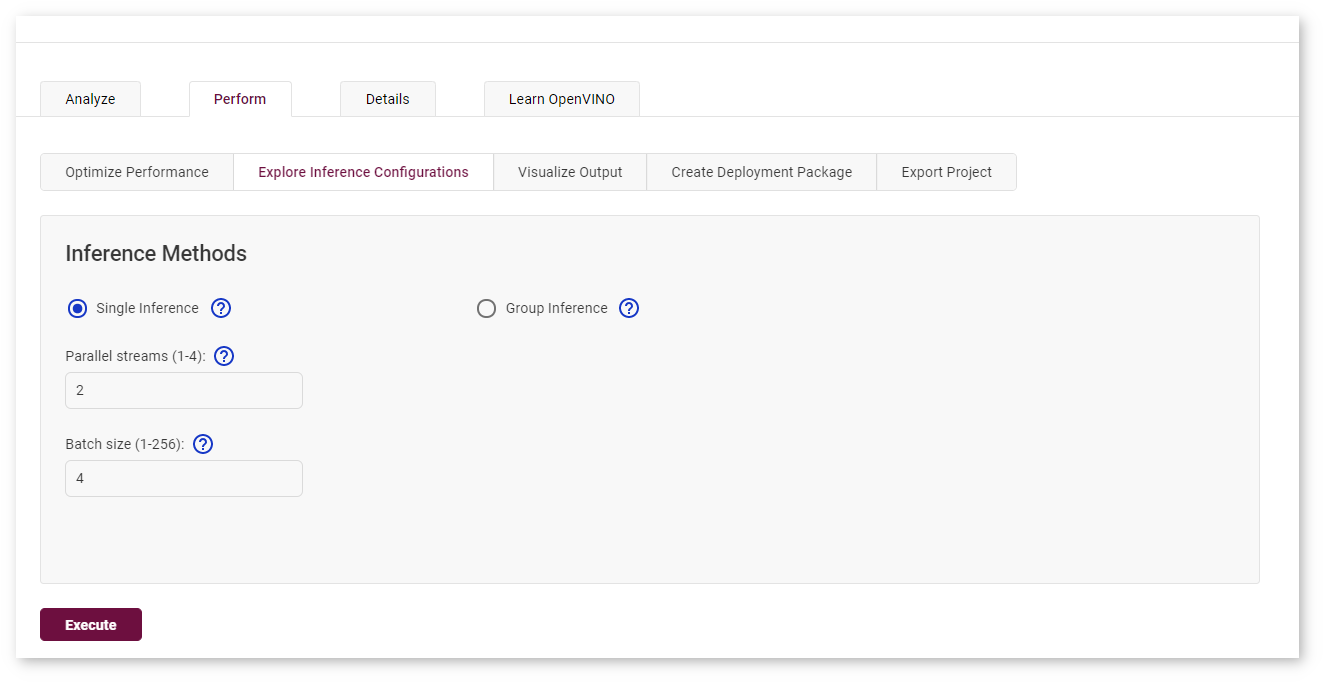 Analyze Perform Details Learn OpenVINO
Optimize Performance Explore Inference Configurations Visualize Output Create Deployment Package Export Project
Inference Methods
Single Inference ? Group Inference ?
Parallel streams (1-4): ?
2
Batch size (1-256): ?
4
Execute